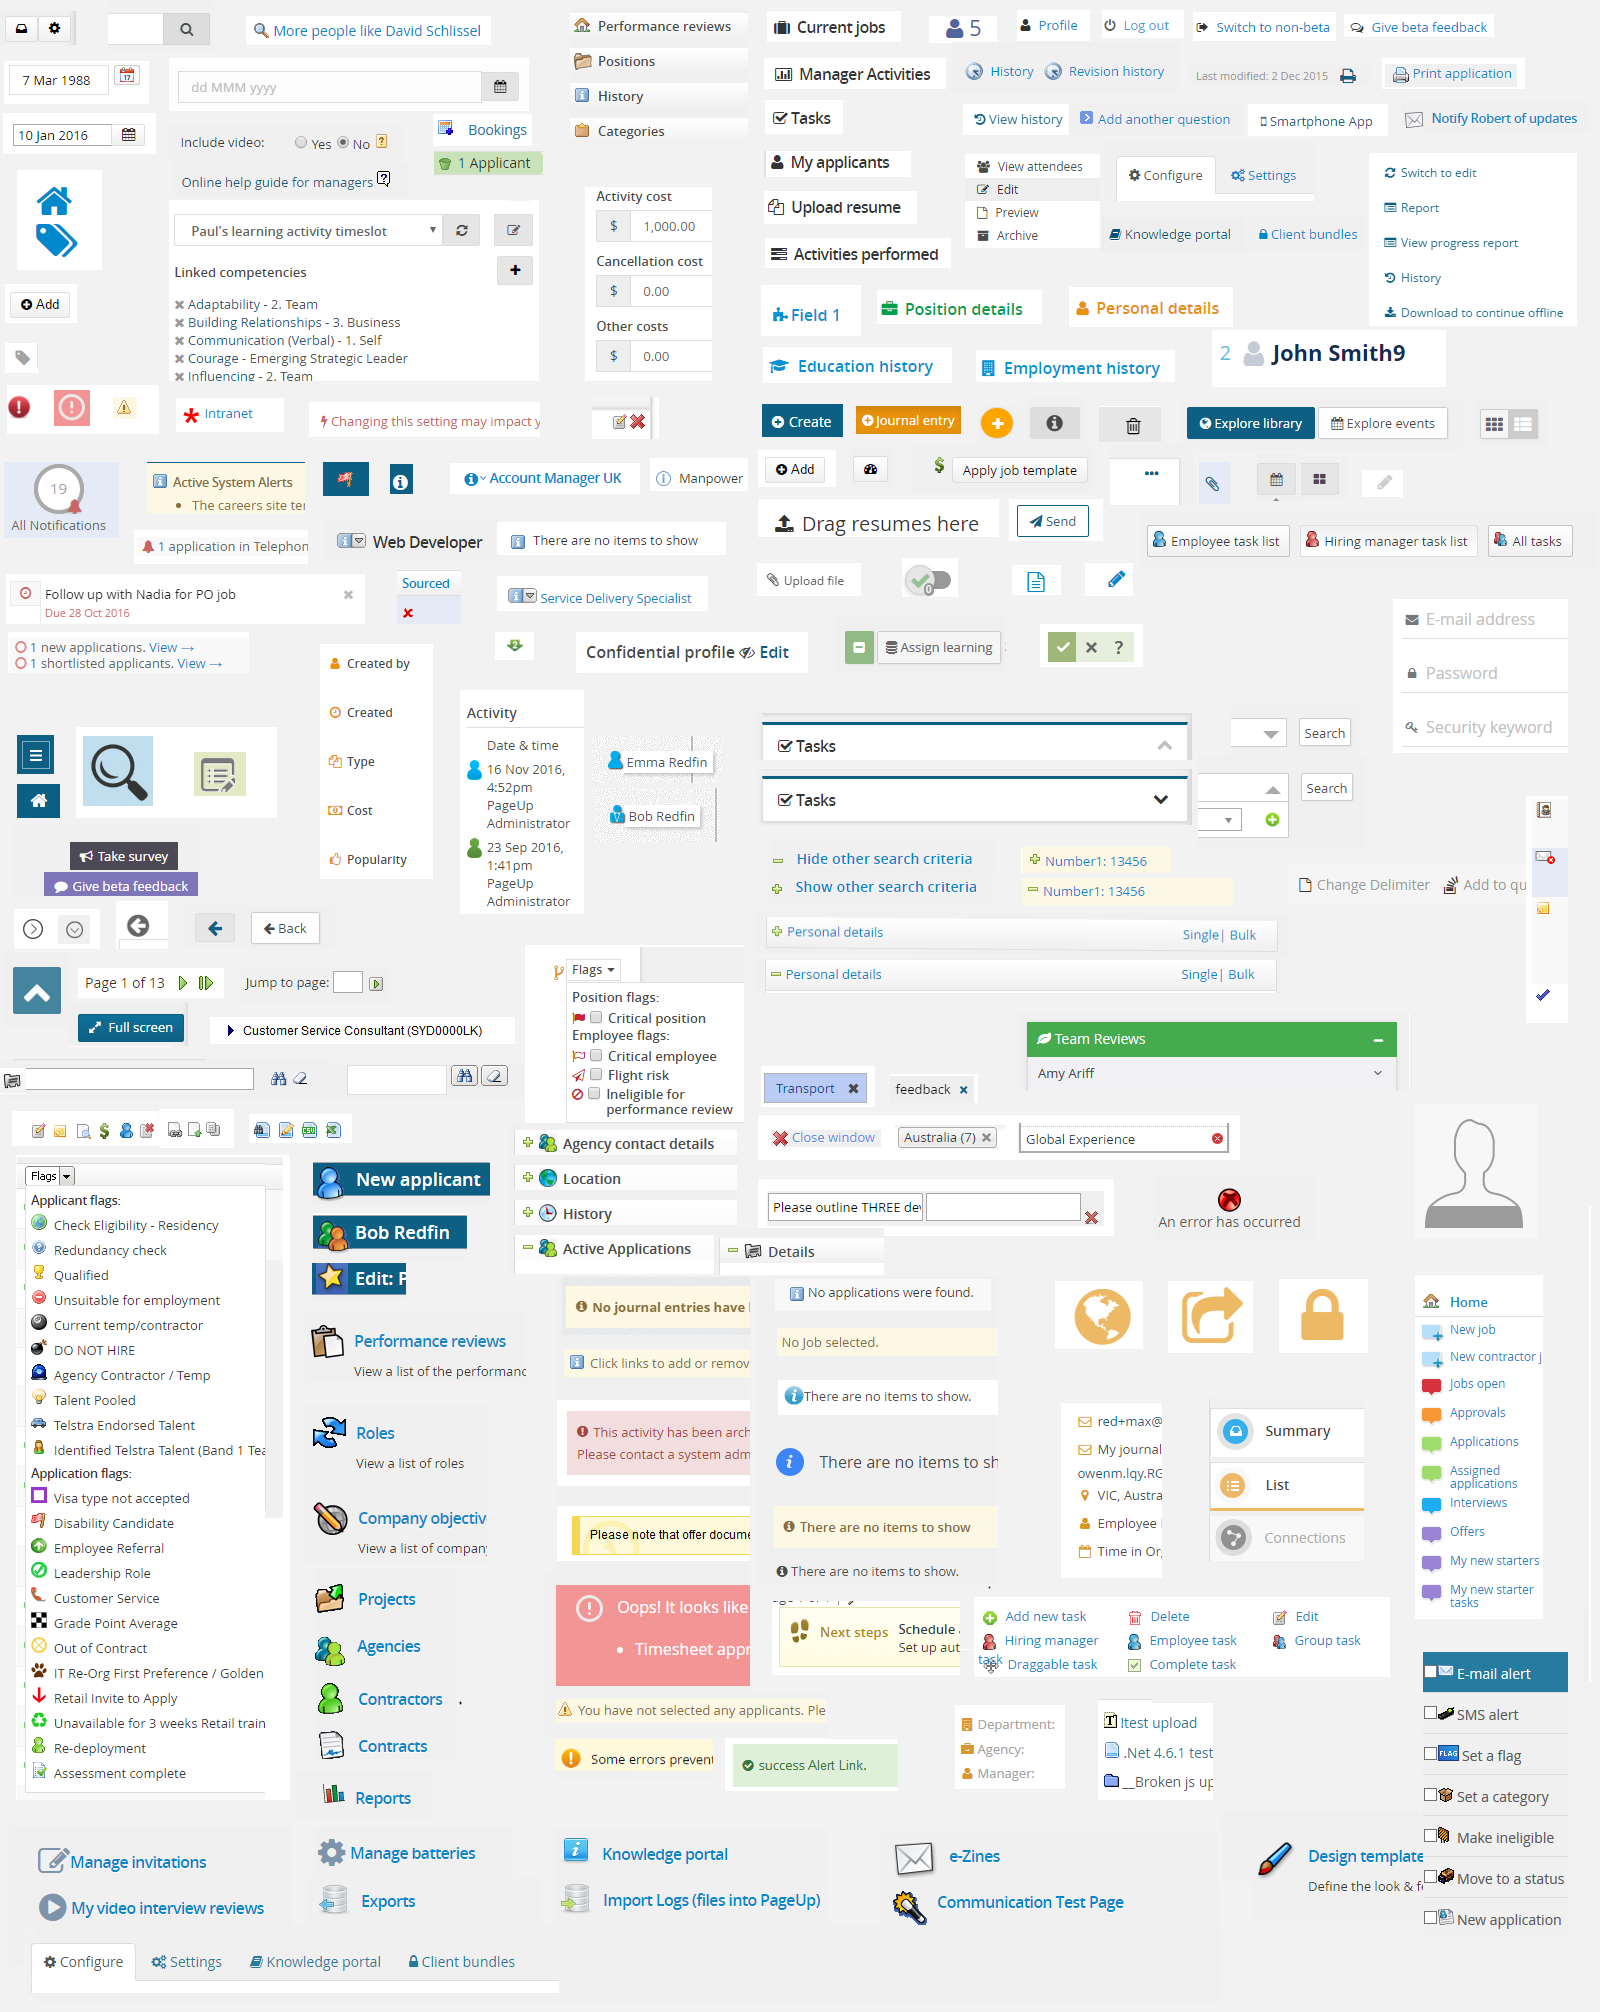 More people like David Schlissel
7 Mar 1988
17
dd MMM yyyy
10 Jan 2016
Include video:
Yes
No
Bookings
1 Applicant
Online help guide for managers
Performance reviews
Positions
History
Categories
Paul's learning activity timeslot
Linked competencies
Adaptability - 2. Team
Building Relationships - 3. Business
Communication (Verbal) - 1. Self
Courage - Emerging Strategic Leader
Influencing - 2. Team
Add
Activity cost
$ 1,000.00
Cancellation cost
$ 0.00
Other costs
$ 0.00
Intranet
Changing this setting may impact y
Current jobs
5
Profile
Log out
Switch to non-beta
Give beta feedback
Manager Activities
History
Revision history
Last modified: 2 Dec 2015
Print application
Tasks
View history
Add another question
Smartphone App
Notify Robert of updates
My applicants
View attendees
Edit
Preview
Archive
Configure
Settings
Knowledge portal
Client bundles
Switch to edit
Report
View progress report
History
Download to continue offline
Upload resume
Activities performed
Field 1
Position details
Personal details
Education history
Employment history
2 John Smith9
Create
Journal entry
Explore library
Explore events
Add
Apply job template
Drag resumes here
Send
Employee task list
Hiring manager task list
All tasks
Upload file
0
19
All Notifications
Active System Alerts
The careers site ter
1 application in Telephon
Account Manager UK
Manpower
Web Developer
There are no items to show
Follow up with Nadia for PO job
Due 28 Oct 2016
Sourced
Service Delivery Specialist
1 new applications. View →
1 shortlisted applicants. View →
2
Confidential profile
Edit
Assign learning
E-mail address
Password
Security keyword
Created by
Created
Type
Cost
Popularity
Activity
Date & time
16 Nov 2016,
4:52pm
PageUp
Administrator
23 Sep 2016,
1:41pm
PageUp
Administrator
Emma Redfin
Bob Redfin
Tasks
Tasks
Search
Search
Take survey
Give beta feedback
Hide other search criteria
Show other search criteria
Number1: 13456
Number1: 13456
Change Delimiter
Add to qu
Back
Personal details
Single| Bulk
Personal details
Single| Bulk
Page 1 of 13
Jump to page:
Full screen
Customer Service Consultant (SYD0000LK)
Flags
Position flags:
Critical position
Employee flags:
Critical employee
Flight risk
Ineligible for
performance review
Team Reviews
Amy Ariff
Transport
feedback
Close window
Australia (7)
Global Experience
Please outline THREE dev
An error has occurred
Flags
Applicant flags:
Check Eligibility - Residency
Redundancy check
Qualified
Unsuitable for employment
Current temp/contractor
DO NOT HIRE
Agency Contractor / Temp
Talent Pooled
Telstra Endorsed Talent
Identified Telstra Talent (Band 1 Tea
Application flags:
Visa type not accepted
Disability Candidate
Employee Referral
Leadership Role
Customer Service
Grade Point Average
Out of Contract
IT Re-Org First Preference / Golden
Retail Invite to Apply
Unavailable for 3 weeks Retail train
Re-deployment
Assessment complete
New applicant
Bob Redfin
Edit: P
Performance reviews
View a list of the performanc
Roles
View a list of roles
Company objectiv
View a list of company
Projects
Agencies
Contractors
Contracts
Reports
Agency contact details
Location
History
Active Applications
Details
No journal entries have
Click links to add or remov
This activity has been arch
Please contact a system adm
Please note that offer docume
Oops! It looks like
Timesheet appr
You have not selected any applicants. Ple
Some errors prevent
success Alert Link.
No applications were found.
No Job selected.
There are no items to show.
There are no items to sh
There are no items to show
There are no items to show.
Next steps
Schedule
Set up aut
red+max@
My journal
owenm.lqy.RG
VIC, Austra
Employee
Time in Or
Summary
List
Connections
Add new task
Delete
Edit
Hiring manager
task
Employee task
Group task
Draggable task
Complete task
Department:
Agency:
Manager:
Itest upload
.Net 4.6.1 test
__Broken js up
Home
New job
New contractor j
Jobs open
Approvals
Applications
Assigned
applications
Interviews
Offers
My new starters
My new starter
tasks
E-mail alert
SMS alert
FLAG
Set a flag
Set a category
Make ineligible
Move to a status
New application
Manage invitations
My video interview reviews
Manage batteries
Exports
Knowledge portal
Import Logs (files into PageUp)
e-Zines
Communication Test Page
Design template
Define the look & f
Configure
Settings
Knowledge portal
Client bundles